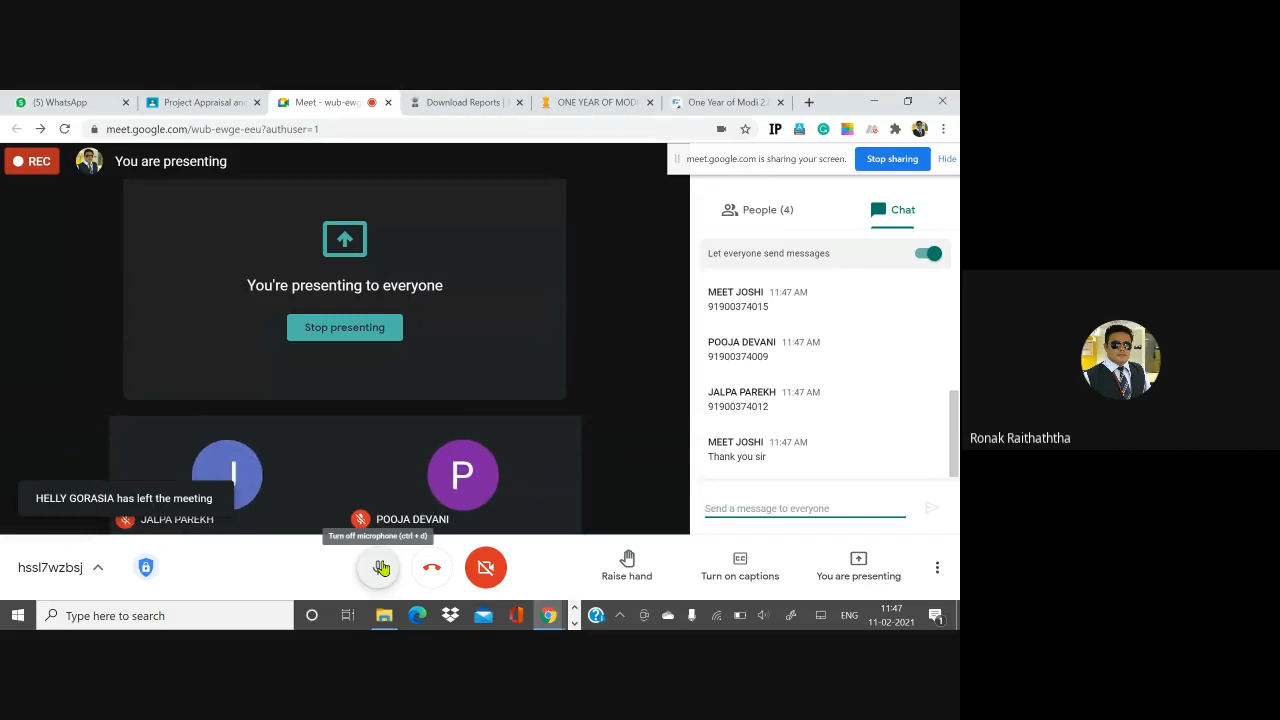 (5) WhatsApp
Project Appraisal and
Meet - wub-ewg
Download Reports |
ONE YEAR OF MODI
One Year of Modi 2.
meet.google.com/wub-ewge-eeu?authuser=1
IP
REC
You are presenting
meet.google.com is sharing your screen.
Stop sharing
Hide
People (4)
Chat
Let everyone send messages
You're presenting to everyone
Stop presenting
MEET JOSHI 11:47 AM
91900374015
POOJA DEVANI 11:47 AM
91900374009
JALPA PAREKH 11:47 AM
91900374012
MEET JOSHI 11:47 AM
Thank you sir
Send a message to everyone
J
P
HELLY GORASIA has left the meeting
JALPA PAREKH
POOJA DEVANI
Turn off microphone (ctrl + d)
hssl7wzbsj
Raise hand
Turn on captions
You are presenting
Type here to search
ENG
11:47
11-02-2021
1
Ronak Raithaththa